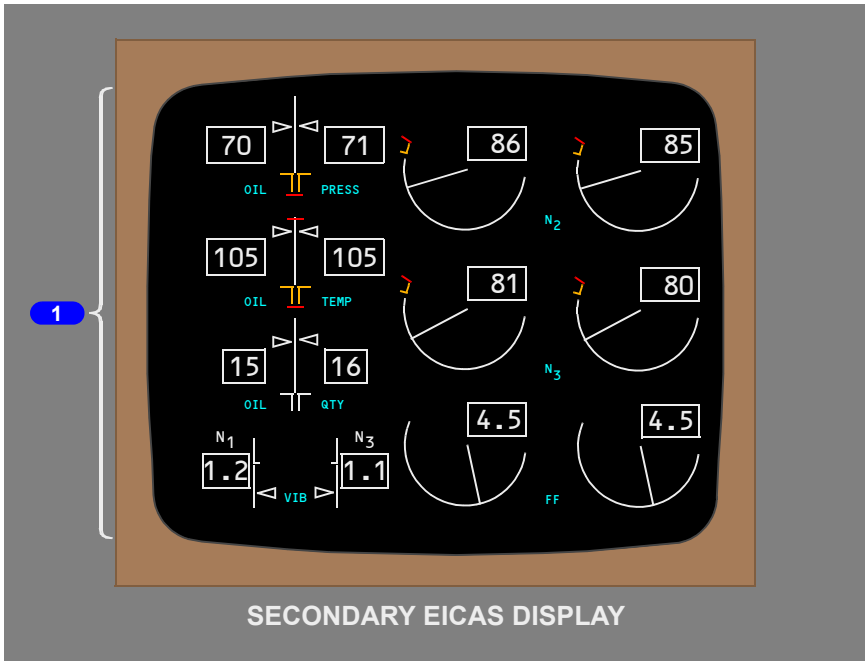 70 71
OIL PRESS
86 85
N2
105 105
OIL TEMP
81 80
N3
15 16
OIL QTY
N1 N3
1.2 1.1
VIB
4.5 4.5
FF
1
SECONDARY EICAS DISPLAY